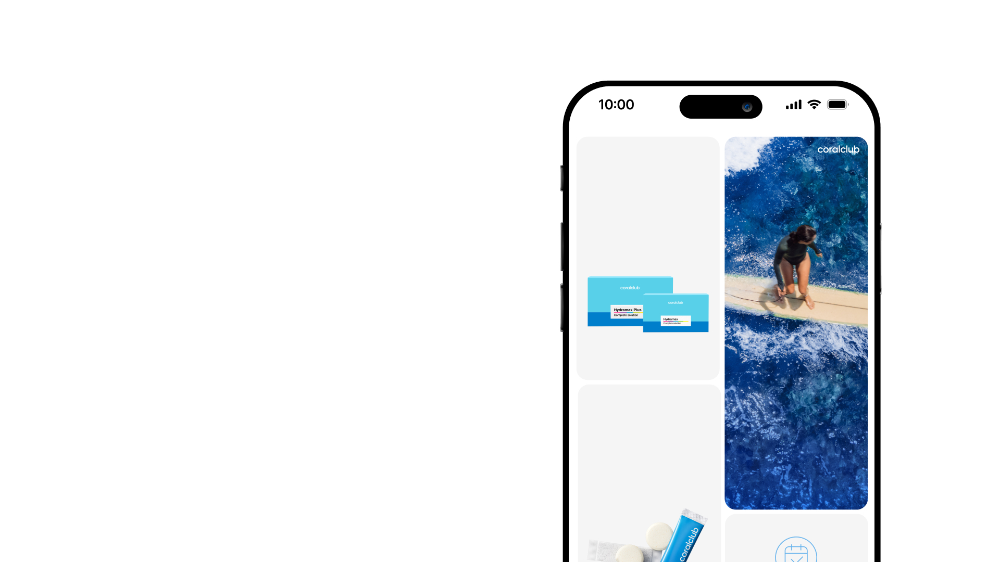 10:00
coralclub
coralclub
Hydramax Plus
Complete solution
coralclub
Hydramax
Complete solution
coralclub